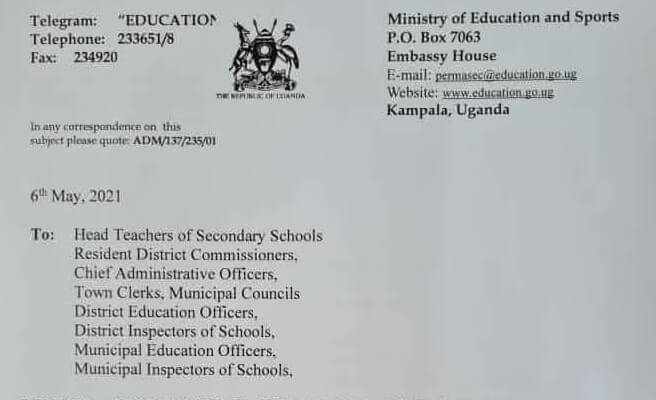 Telegram: "EDUCATION
Telephone: 233651/8
Fax: 234920
THE REPUBLIC OF UGANDA
Ministry of Education and Sports
P.O. Box 7063
Embassy House
E-mail: permasec@education.go.ug
Website: www.education.go.ug
Kampala, Uganda
In any correspondence on this
subject please quote: ADM/137/235/01
6th May, 2021
To: Head Teachers of Secondary Schools
Resident District Commissioners,
Chief Administrative Officers,
Town Clerks, Municipal Councils
District Education Officers,
District Inspectors of Schools,
Municipal Education Officers,
Municipal Inspectors of Schools,